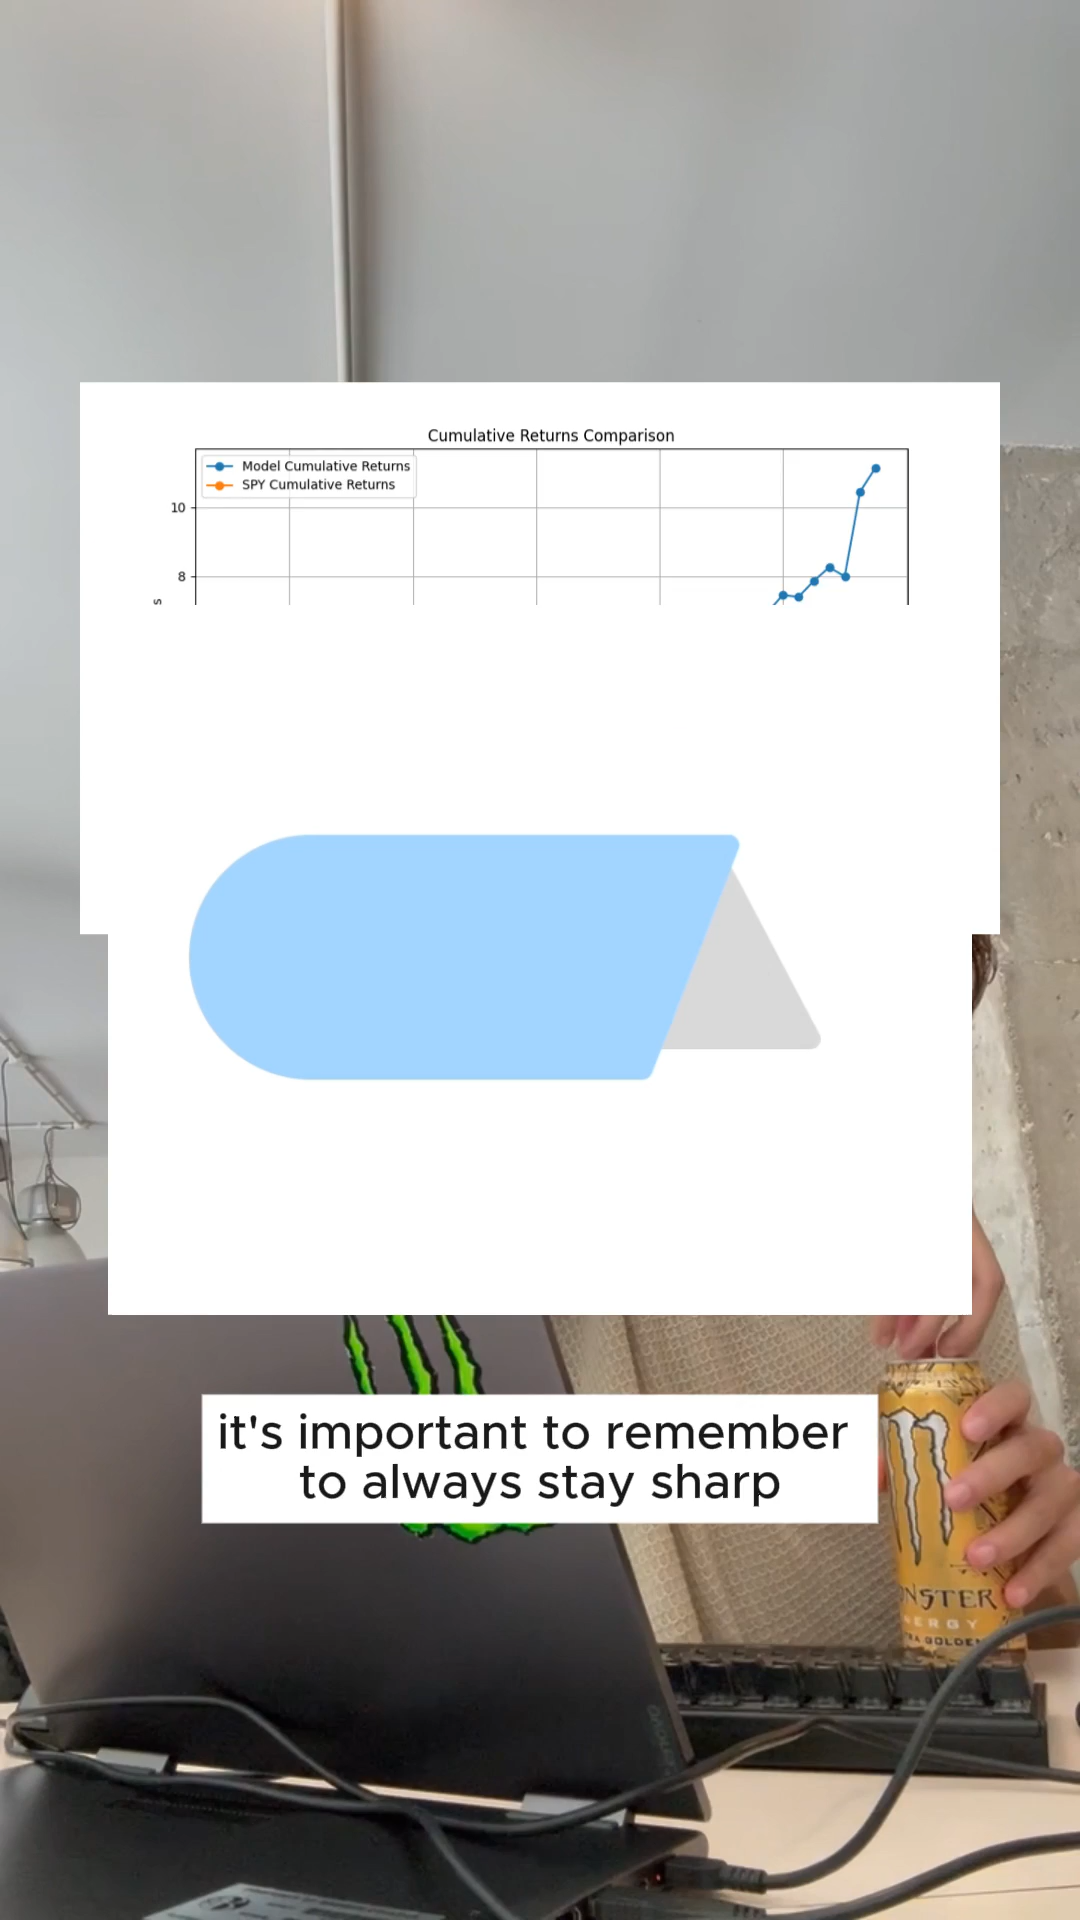 Cumulative Returns Comparison
Model Cumulative Returns
SPY Cumulative Returns
10
8
s
it's important to remember
to always stay sharp